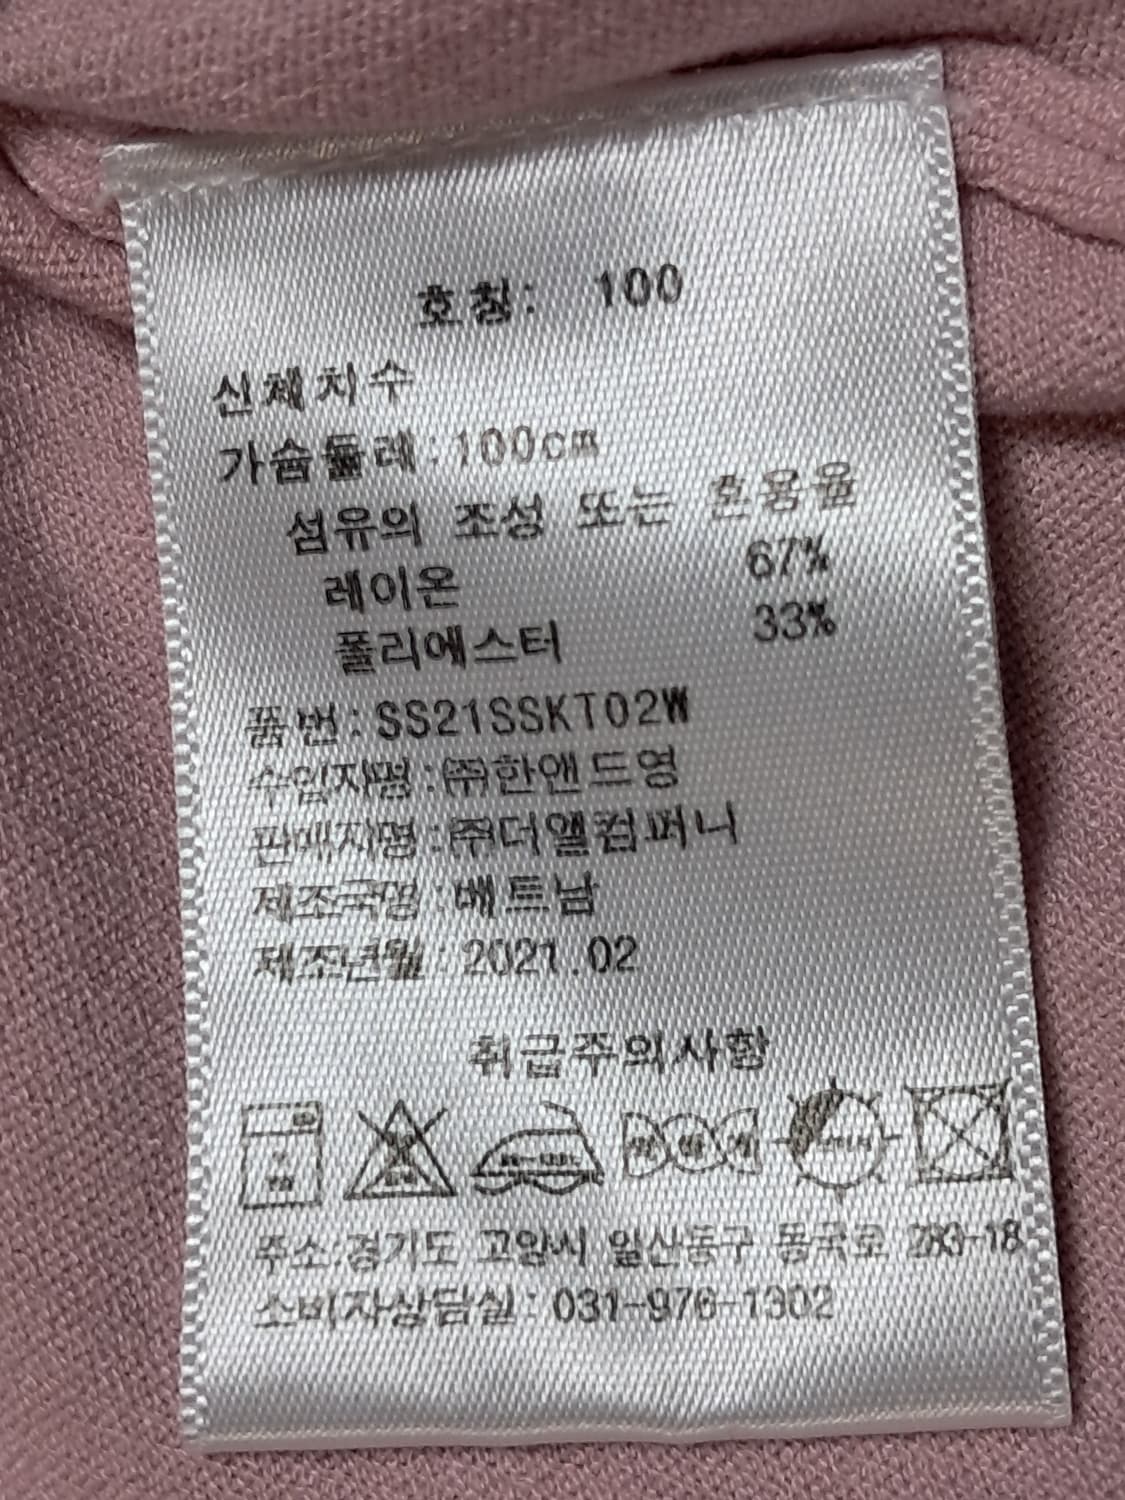 호칭: 100
신체치수
가슴둘레:100cm
섬유의 조성 또는 혼용율
레이온 67%
폴리에스터 33%
품번:SS21SSKT02W
수입자명:㈜한앤드영
판매자명:㈜더앨컴퍼니
제조국명:베트남
제조년월:2021.02
취급주의사항
주소:경기도 고양시 일산동구 동국로 283-18
소비자상담실:031-976-1302